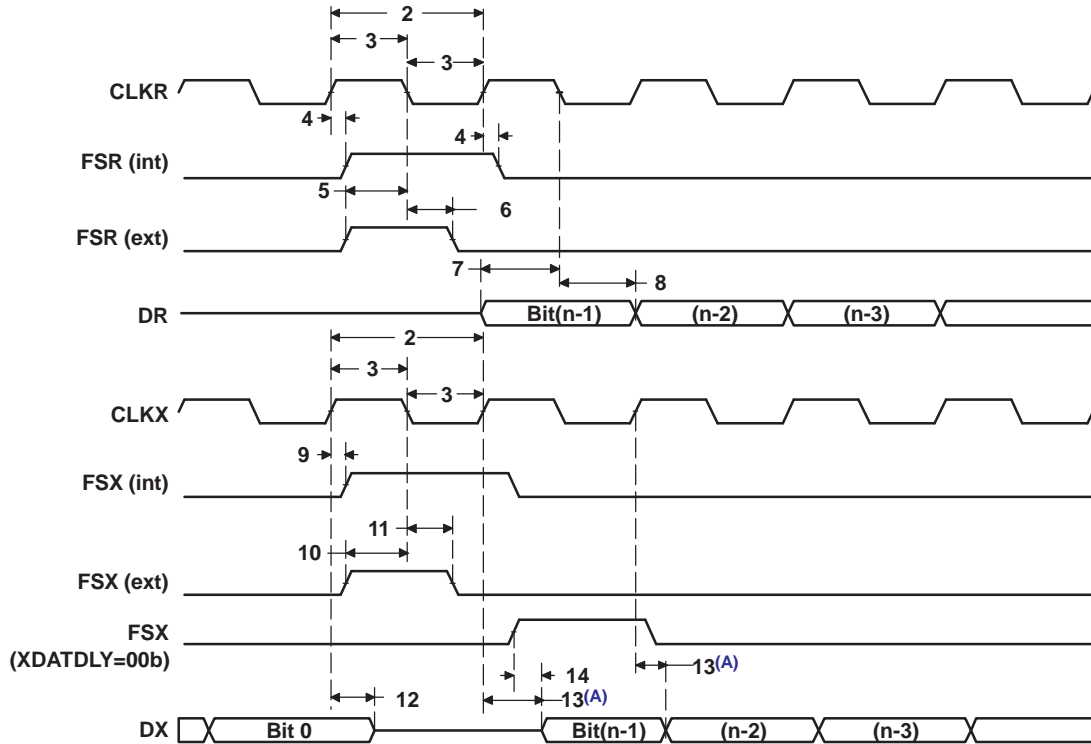 2
3
3
CLKR
4
4
FSR (int)
5
6
FSR (ext)
7
8
DR
Bit(n-1)
(n-2)
(n-3)
2
3
3
CLKX
9
FSX (int)
11
10
FSX (ext)
FSX
(XDATDLY=00b)
13(A)
14
13(A)
12
DX
Bit 0
Bit(n-1)
(n-2)
(n-3)